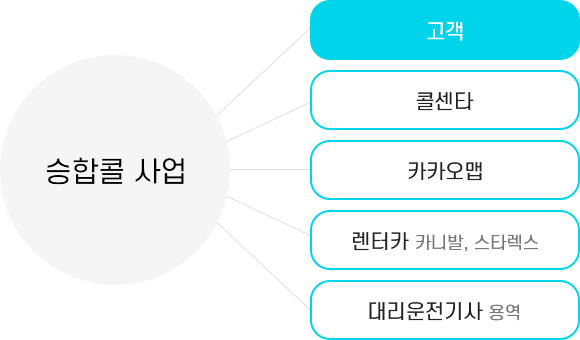 승합콜 사업
고객
콜센타
카카오맵
렌터카 카니발, 스타렉스
대리운전기사 용역